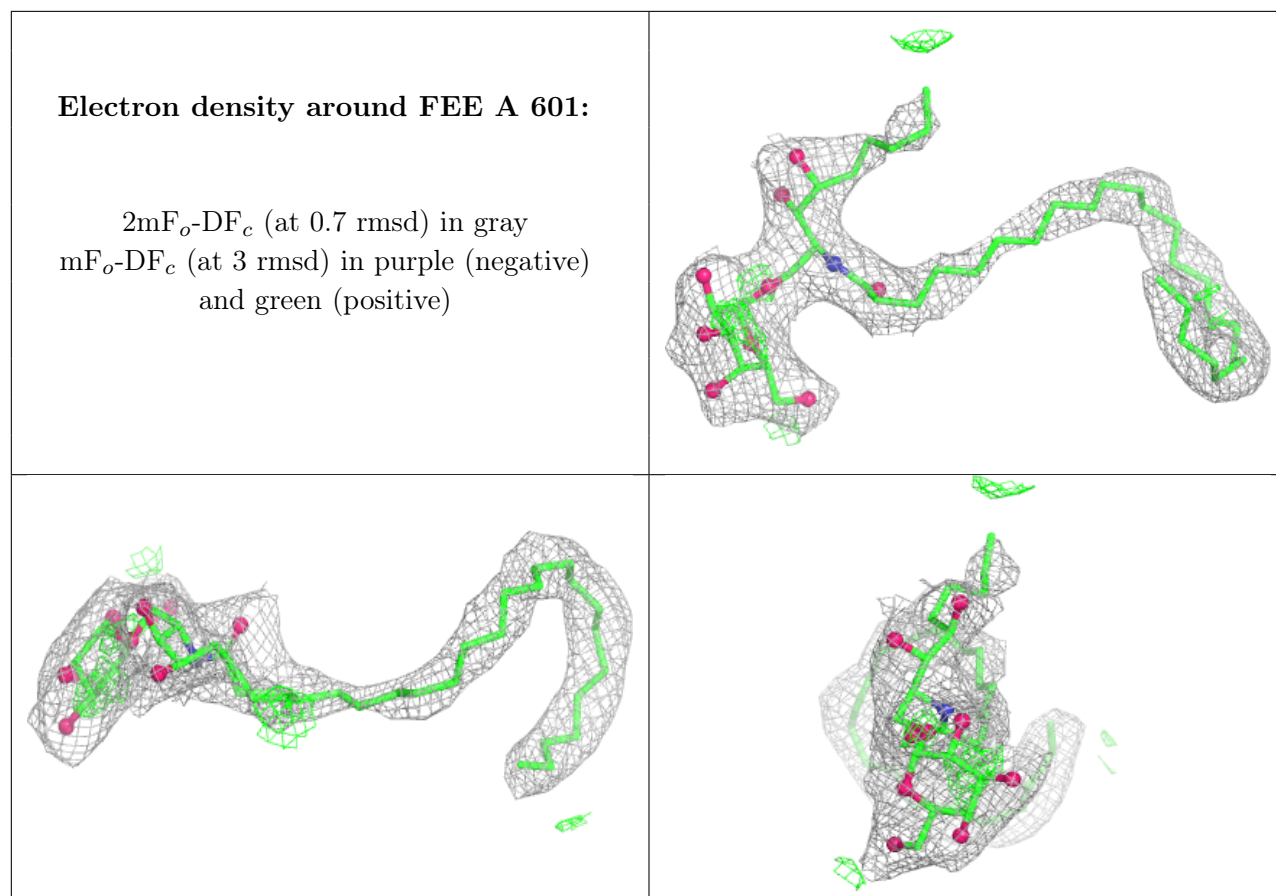 Electron density around FEE A 601:
2mFₒ-DF𝒸 (at 0.7 rmsd) in gray
mFₒ-DF𝒸 (at 3 rmsd) in purple (negative)
and green (positive)